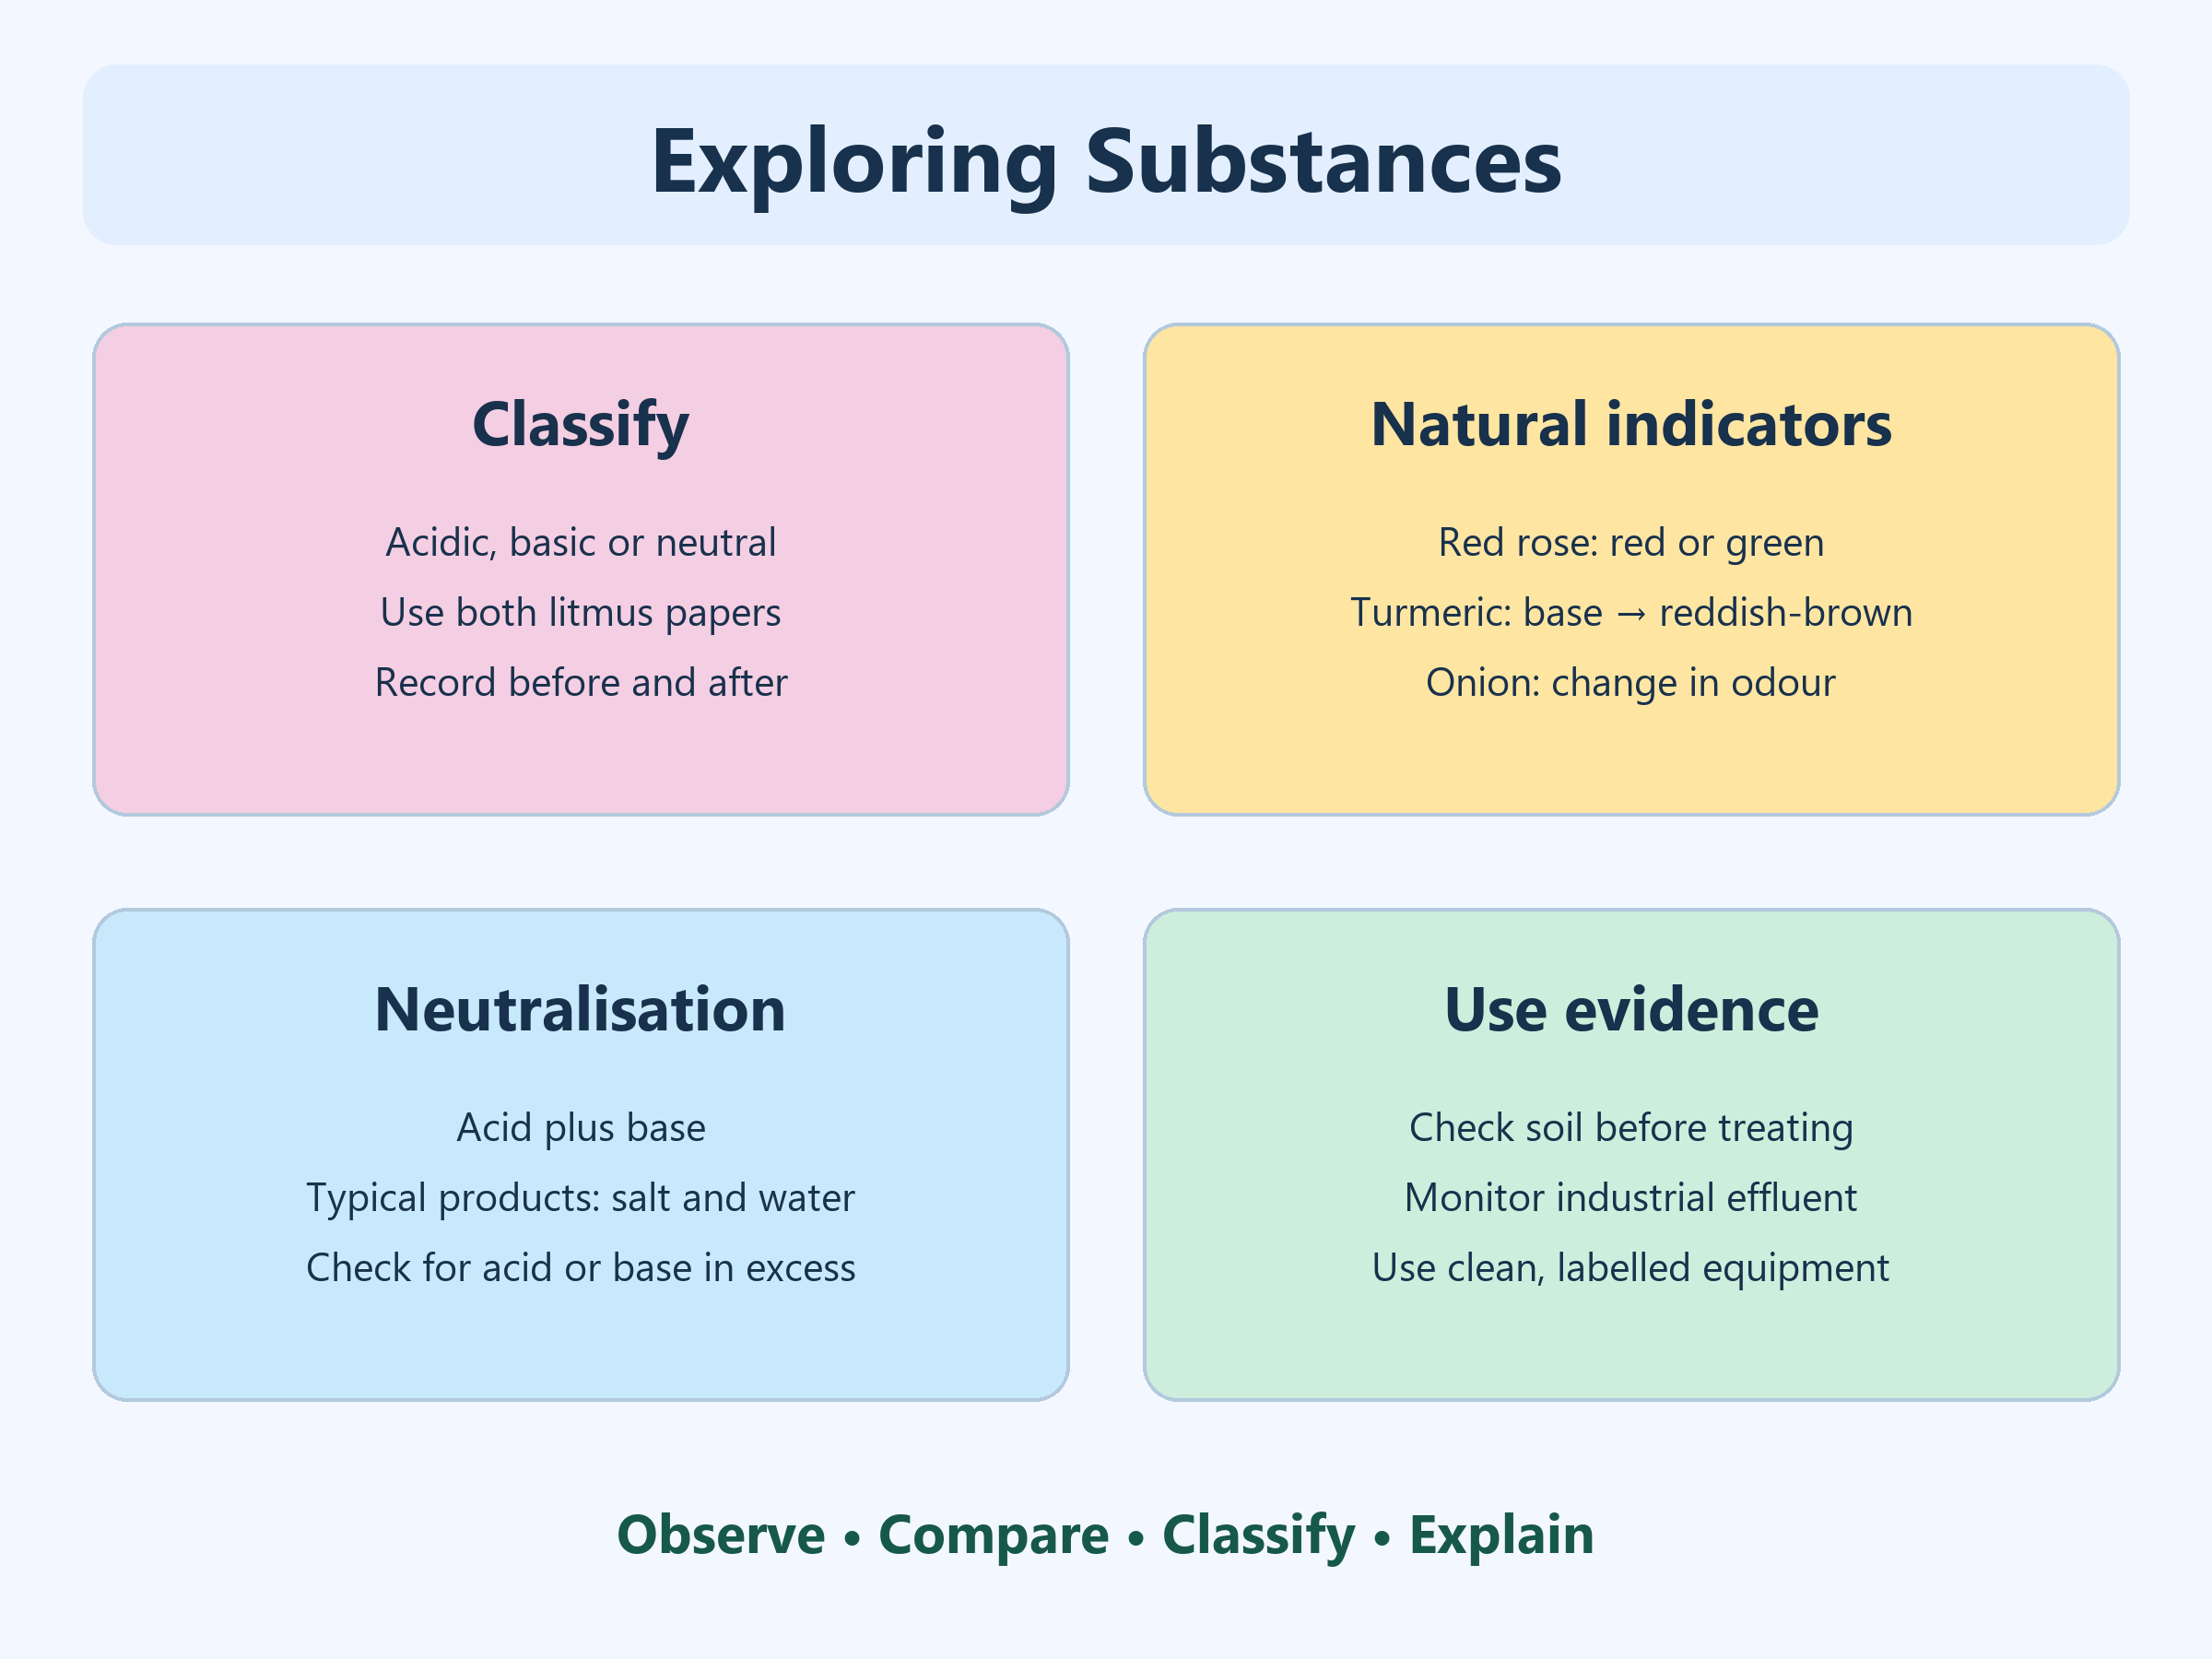 Exploring Substances
Classify
Acidic, basic or neutral
Use both litmus papers
Record before and after
Natural indicators
Red rose: red or green
Turmeric: base → reddish-brown
Onion: change in odour
Neutralisation
Acid plus base
Typical products: salt and water
Check for acid or base in excess
Use evidence
Check soil before treating
Monitor industrial effluent
Use clean, labelled equipment
Observe • Compare • Classify • Explain